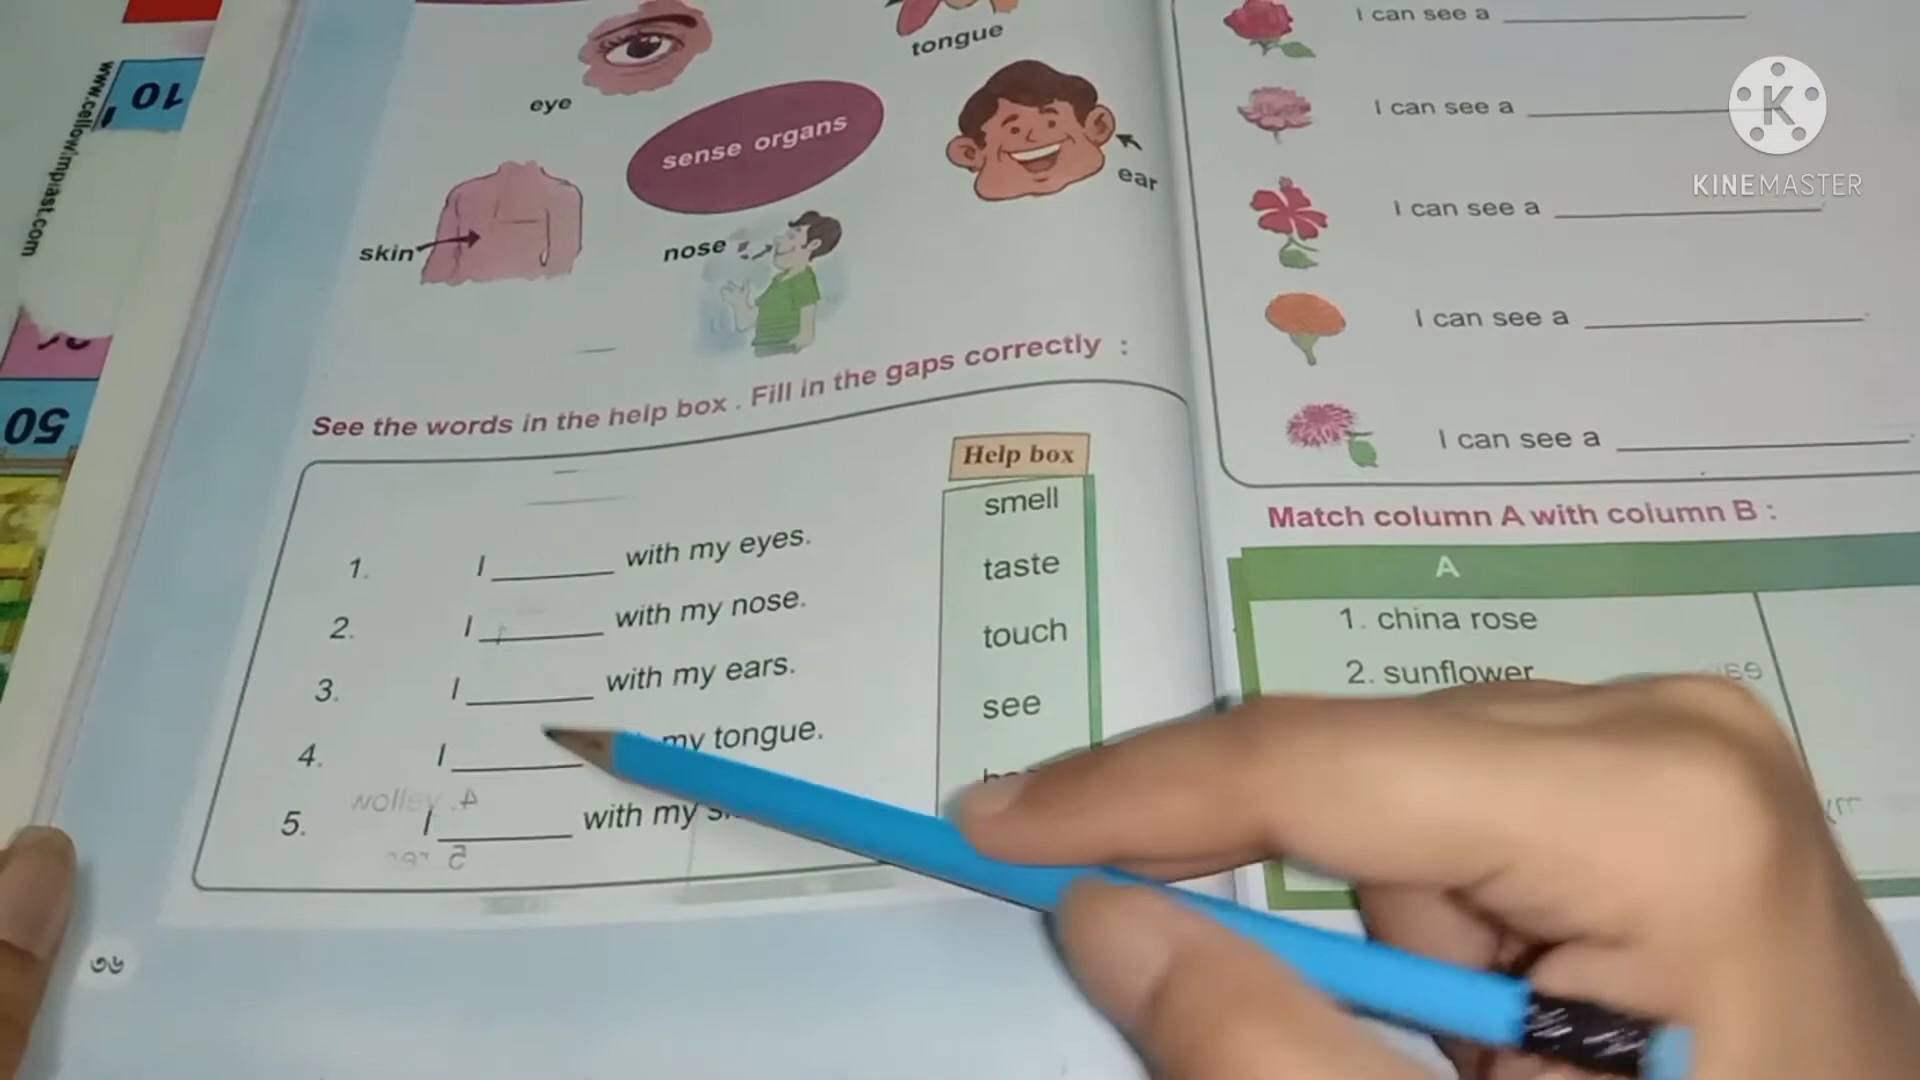 www.cellowimplast.com
10
50
eye
tongue
sense organs
ear
skin
nose
See the words in the help box . Fill in the gaps correctly :
Help box
smell
taste
touch
see
1. I ______ with my eyes.
2. I ______ with my nose.
3. I ______ with my ears.
4. I ______ my tongue.
5. I ______ with my
৩৬
I can see a ______
I can see a ______
I can see a ______
I can see a ______
I can see a ______
KINEMASTER
Match column A with column B :
A
1. china rose
2. sunflower